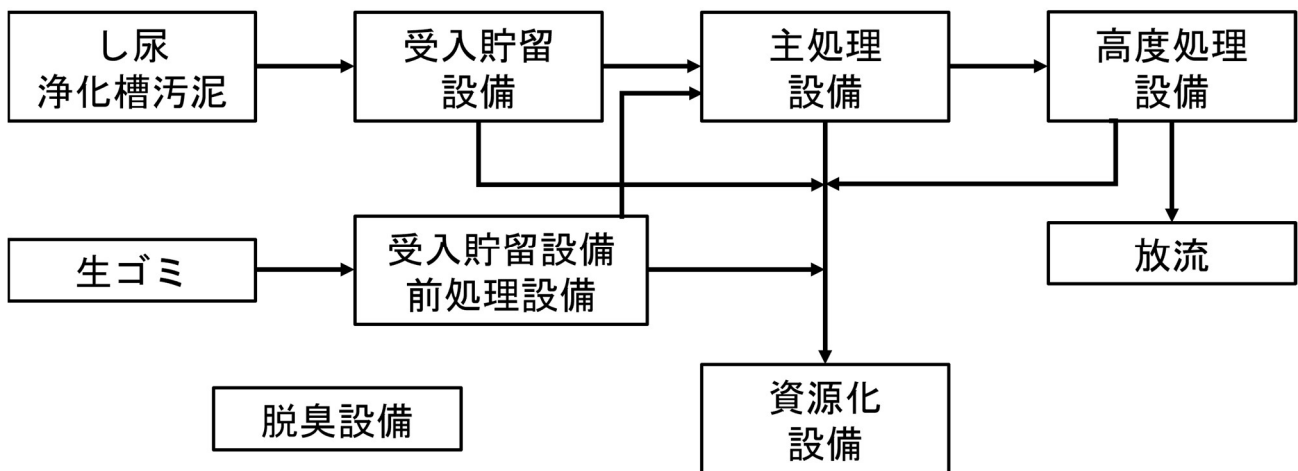 し尿
浄化槽汚泥
受入貯留
設備
主処理
設備
高度処理
設備
生ゴミ
受入貯留設備
前処理設備
放流
脱臭設備
資源化
設備